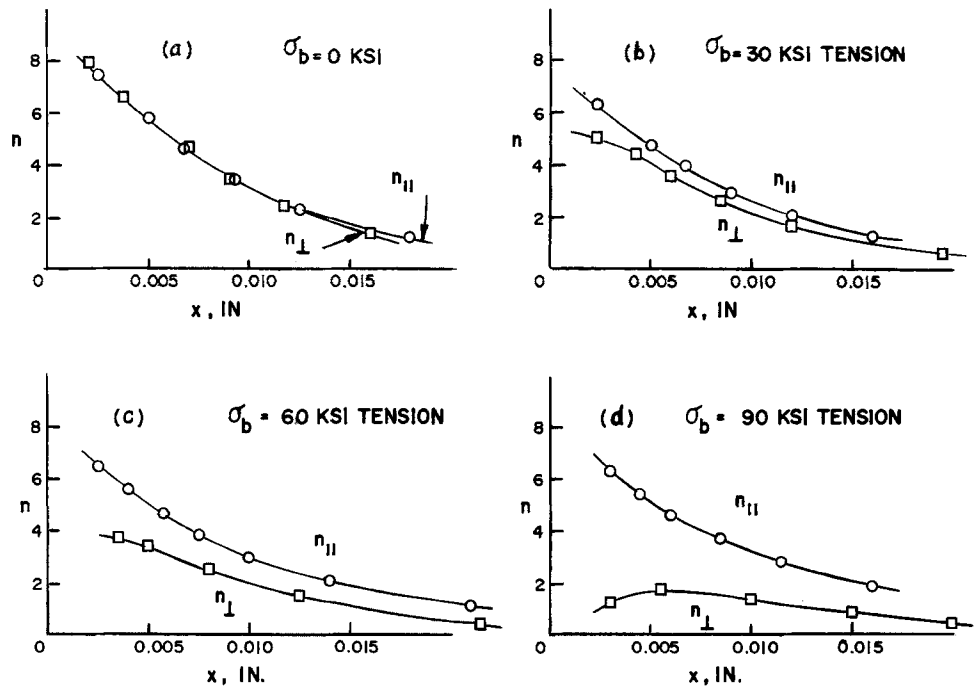 (a) σb= 0 KSI
8
6
n
4
2
0
n||
n⊥
0.005 0.010 0.015
x, IN
(b) σb= 30 KSI TENSION
8
6
n
4
2
0
n||
n⊥
0.005 0.010 0.015
x, IN
(c) σb = 60 KSI TENSION
8
6
n
4
2
0
n||
n⊥
0.005 0.010 0.015
x, IN.
(d) σb = 90 KSI TENSION
8
6
n
4
2
0
n||
n⊥
0.005 0.010 0.015
x, IN.